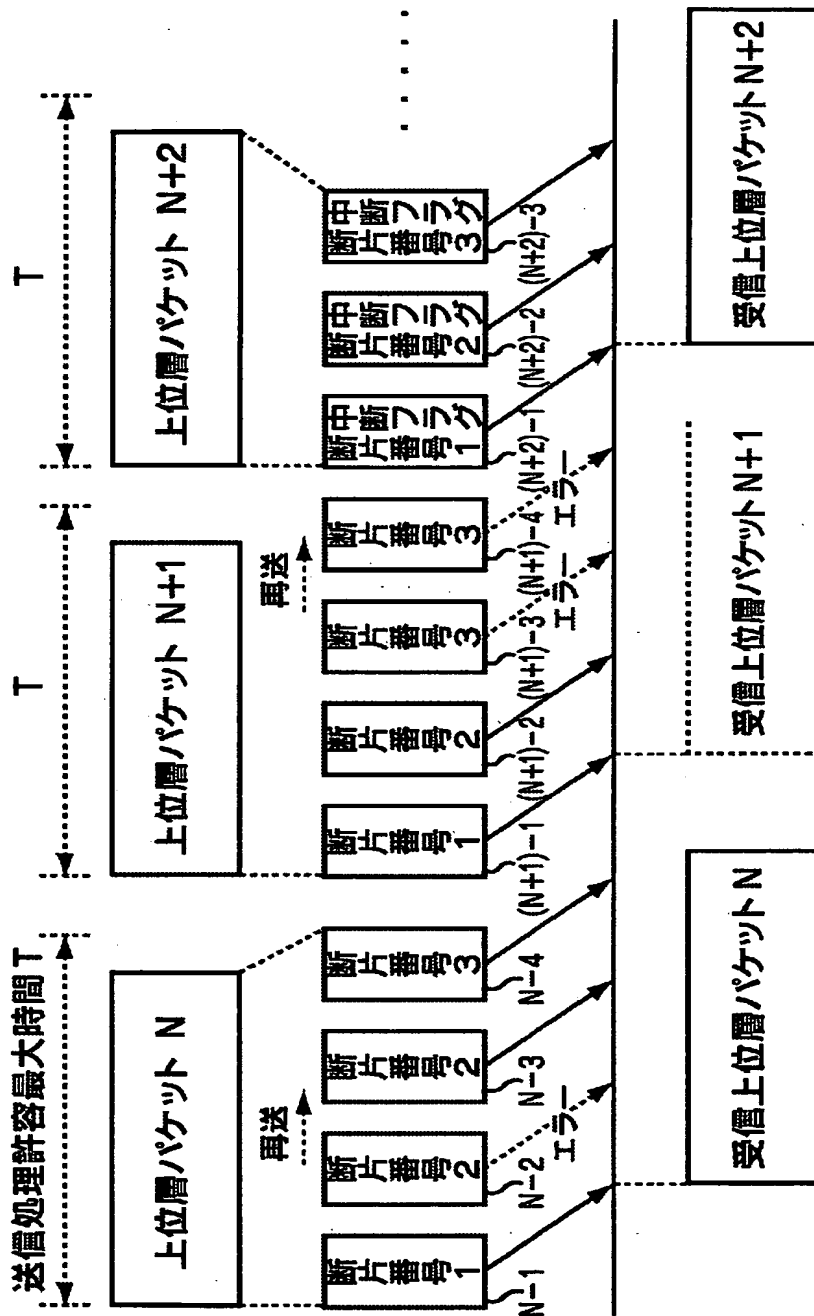 送信処理許容最大時間T
T
T
上位層パケット N
上位層パケット N+1
上位層パケット N+2
再送
再送
断片番号1
断片番号2
断片番号2
断片番号3
断片番号1
断片番号2
断片番号3
断片番号3
中断フラグ
断片番号1
中断フラグ
断片番号2
中断フラグ
断片番号3
N-1
N-2
N-3
N-4
(N+1)-1
(N+1)-2
(N+1)-3
(N+1)-4
(N+2)-1
(N+2)-2
(N+2)-3
エラー
エラー
エラー
受信上位層パケット N
受信上位層パケット N+1
受信上位層パケット N+2